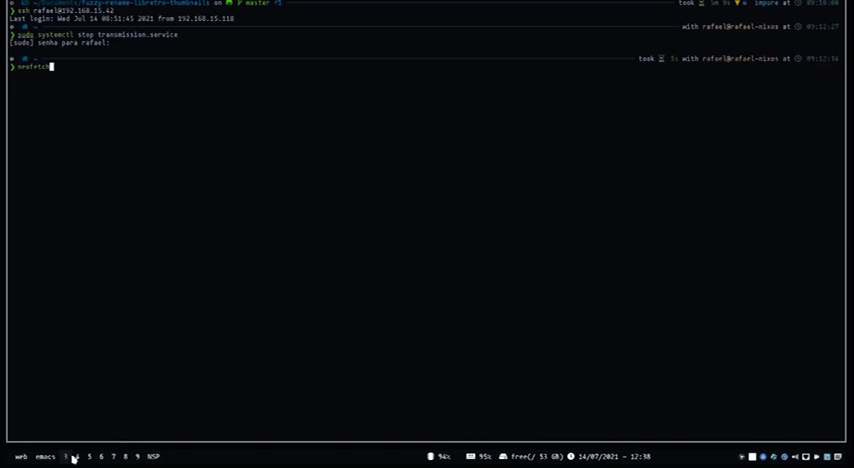 ~/Documents/fuzzy-rename-libretro-thumbnails on master ?1 took 5m 9s impure at 09:10:00
❯ ssh rafael@192.168.15.42
Last login: Wed Jul 14 08:51:45 2021 from 192.168.15.118
~ with rafael@rafael-nixos at 09:12:27
❯ sudo systemctl stop transmission.service
[sudo] senha para rafael:
~ took 5s with rafael@rafael-nixos at 09:12:34
❯ neofetch
web emacs 3 4 5 6 7 8 9 NSP 94% 95% free(/ 53 GB) 14/07/2021 - 12:38